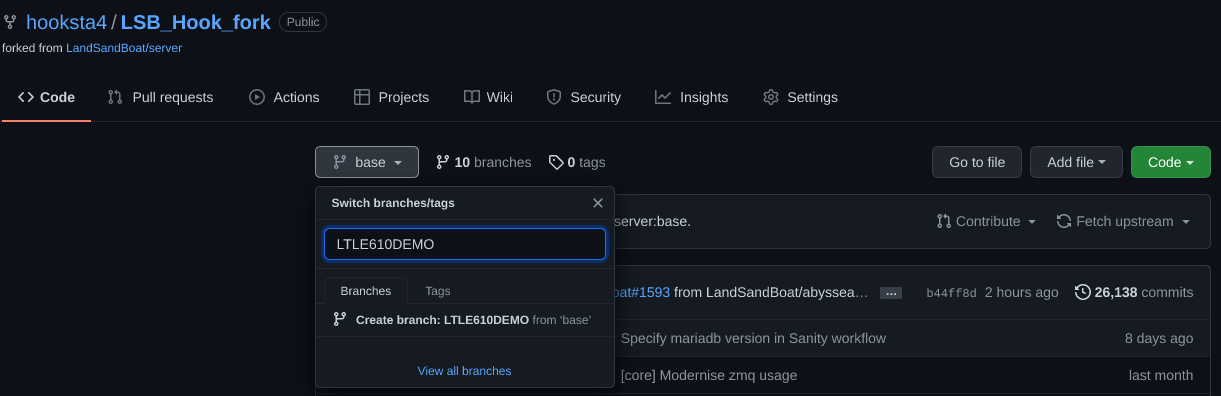 hooksta4 / LSB_Hook_fork Public
forked from LandSandBoat/server
Code Pull requests Actions Projects Wiki Security Insights Settings
base 10 branches 0 tags Go to file Add file Code
Switch branches/tags
server:base. Contribute Fetch upstream
LTLE610DEMO
Branches Tags
oat#1593 from LandSandBoat/abyssea… ... b44ff8d 2 hours ago 26,138 commits
Create branch: LTLE610DEMO from ‘base’
Specify mariadb version in Sanity workflow 8 days ago
View all branches
[core] Modernise zmq usage last month